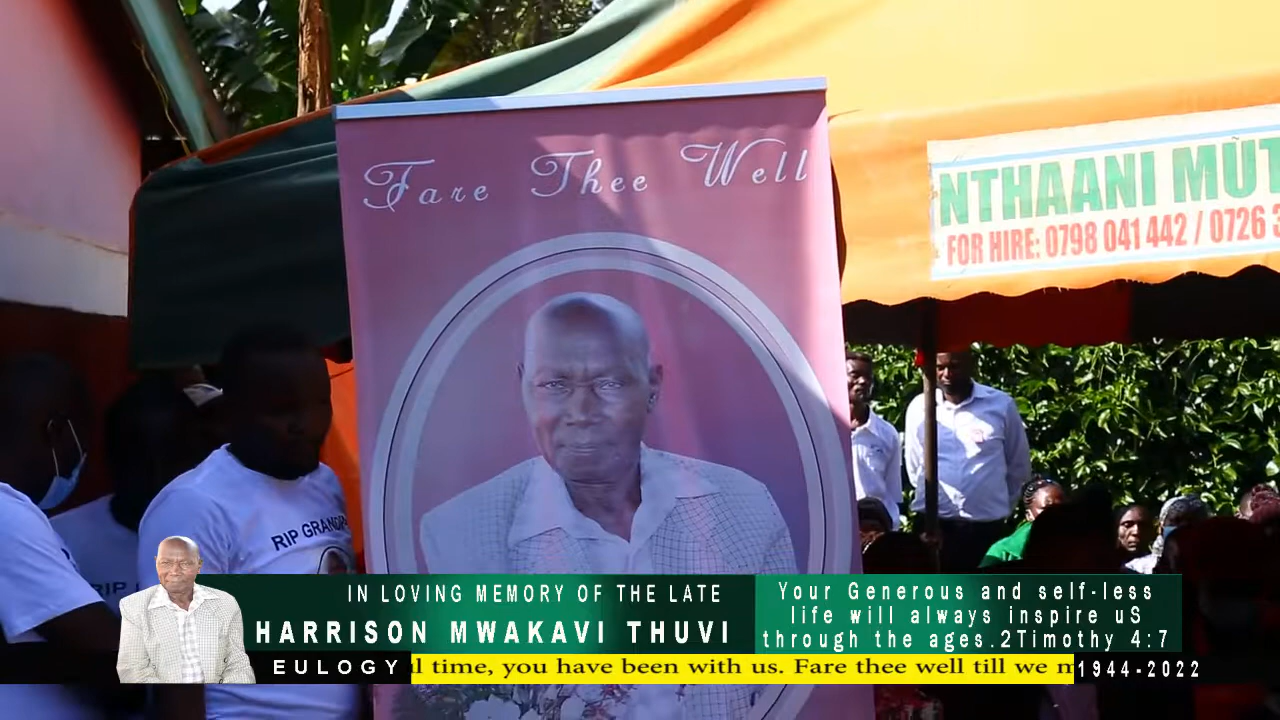 Fare Thee Well
NTHAANI MŨT
FOR HIRE: 0798 041 442 / 0726 3
RIP GRANDPA
RIP
IN LOVING MEMORY OF THE LATE
HARRISON MWAKAVI THUVI
Your Generous and self-less
life will always inspire uS
through the ages.2Timothy 4:7
EULOGY
l time, you have been with us. Fare thee well till we m
1944-2022